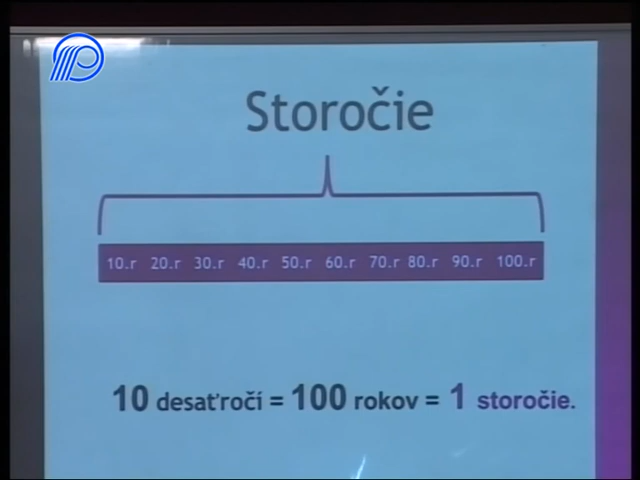 Storočie
10.r 20.r 30.r 40.r 50.r 60.r 70.r 80.r 90.r 100.r
10 desaťročí = 100 rokov = 1 storočie.